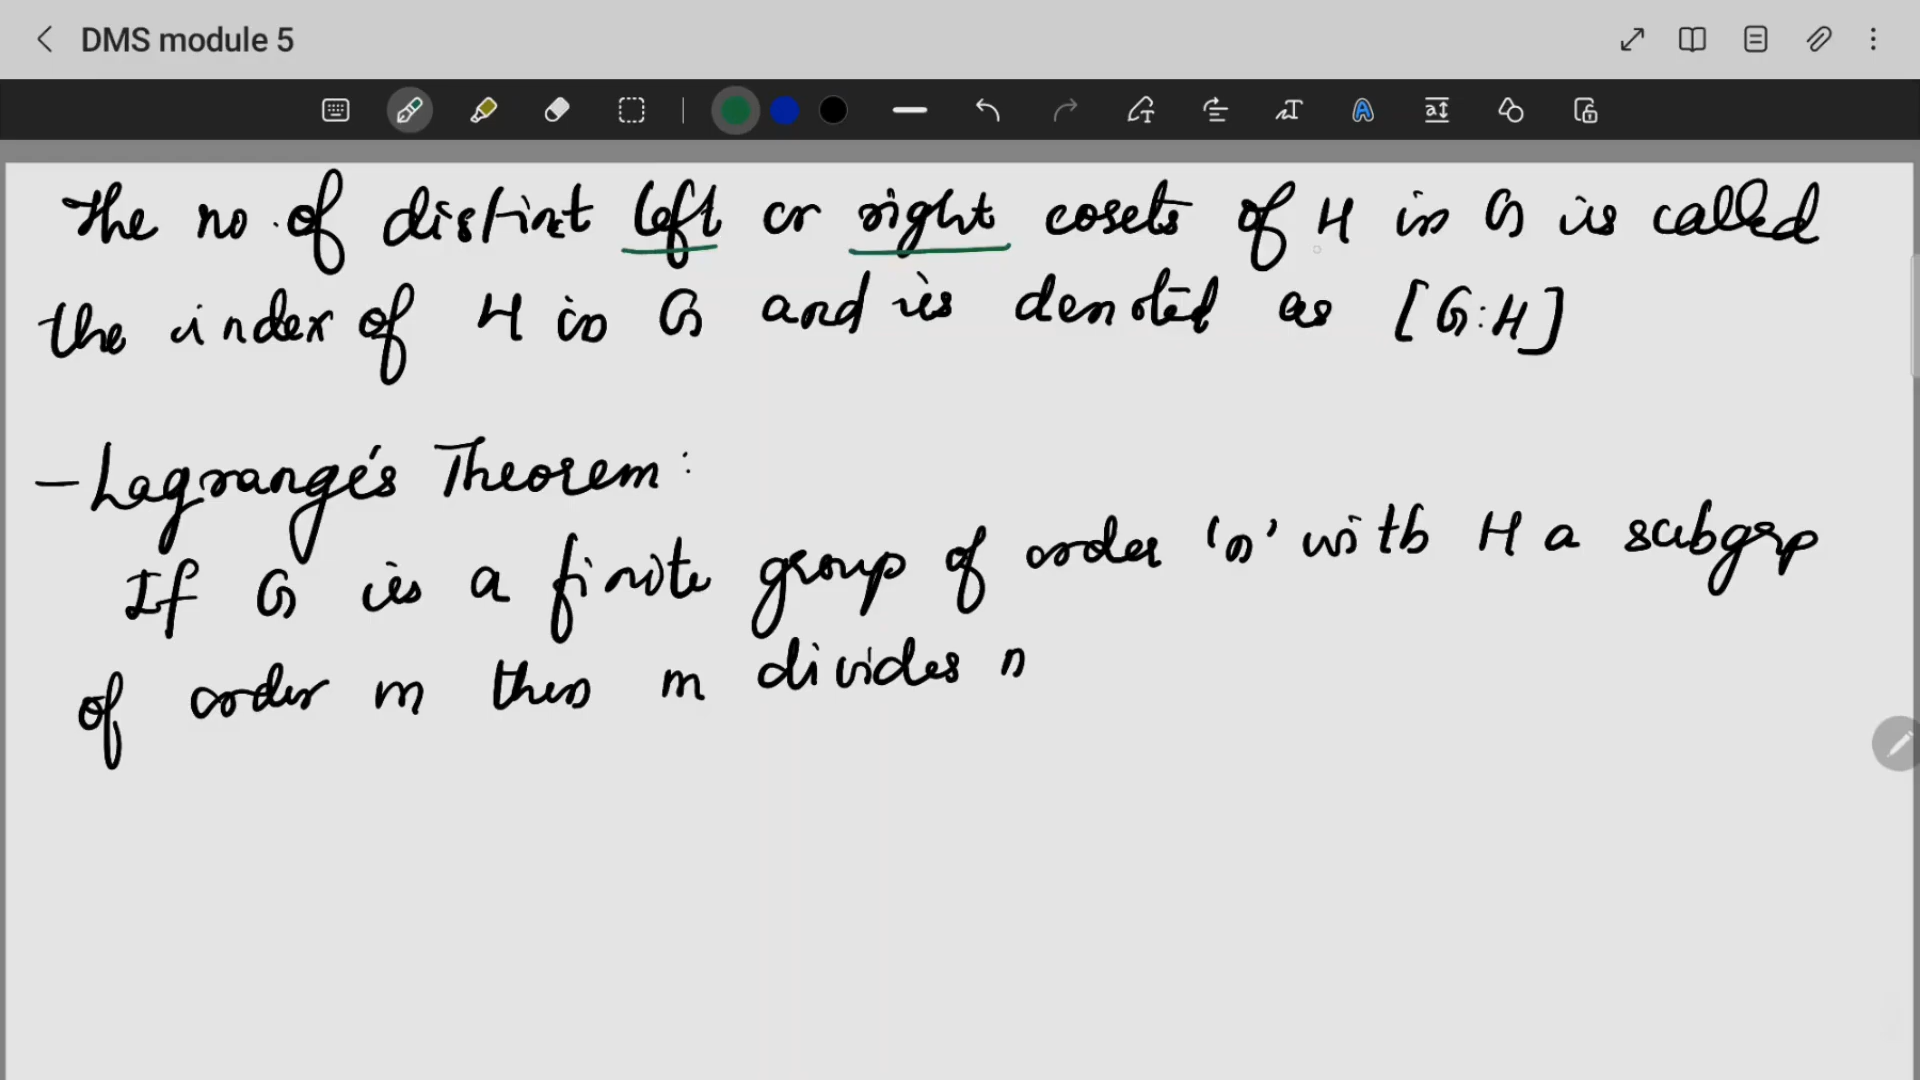 DMS module 5
The no. of distinct left or right cosets of H in G is called
the index of H in G and is denoted as [G:H]
- Lagrange's Theorem:
If G is a finite group of order 'n' with H a subgrp
of order m then m divides n